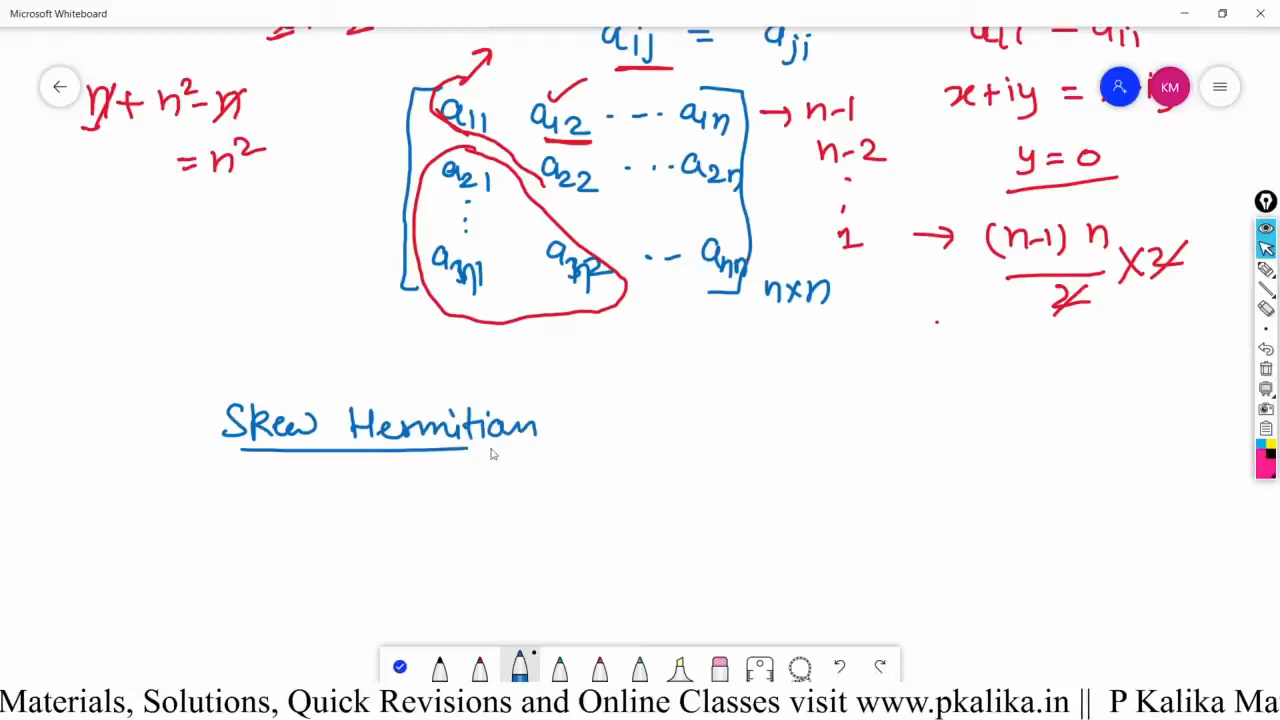 Microsoft Whiteboard
aij = aji
n + n²-n
= n²
a11 a12 ---- a1n → n-1
a21 a22 ... a2n n-2
an1 an2 -- ann 1 → (n-1) n / 2 × 2
n×n
x+iy =
y = 0
KM
Skew Hermitian
Materials, Solutions, Quick Revisions and Online Classes visit www.pkalika.in || P Kalika Ma